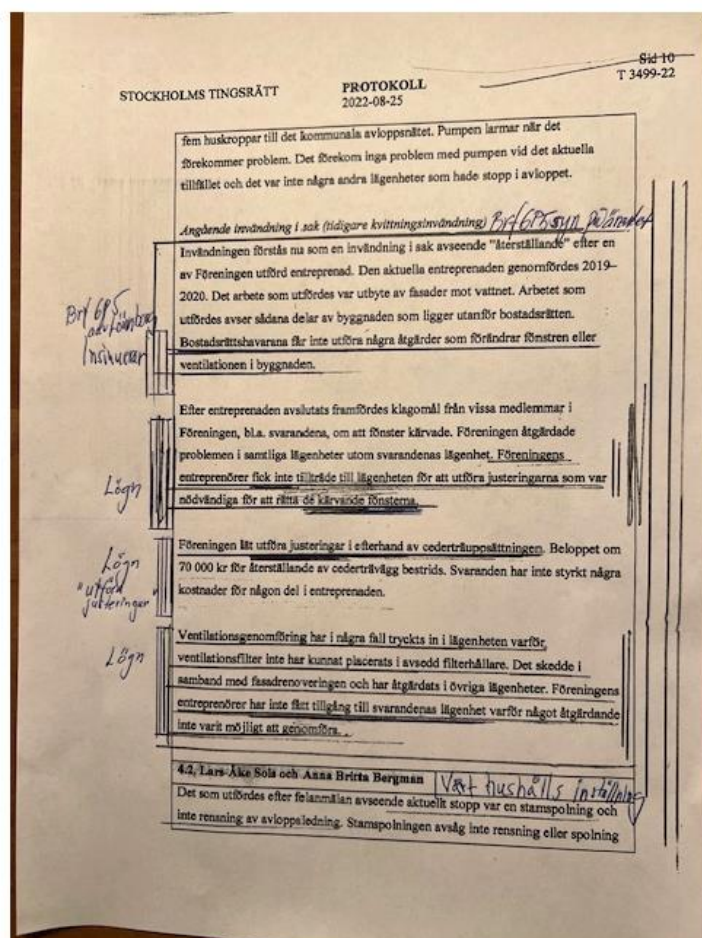 Sid 10
T 3499-22
STOCKHOLMS TINGSRÄTT
PROTOKOLL
2022-08-25
fem huskroppar till det kommunala avloppsnätet. Pumpen larmar när det
förekommer problem. Det förekom inga problem med pumpen vid det aktuella
tillfället och det var inte några andra lägenheter som hade stopp i avloppet.
Angående invändning i sak (tidigare kvittningsinvändning) Brf 6P5 syn på ärendet
Invändningen förstås nu som en invändning i sak avseende "återställande" efter en
av Föreningen utförd entreprenad. Den aktuella entreprenaden genomfördes 2019–
2020. Det arbete som utfördes var utbyte av fasader mot vattnet. Arbetet som
utfördes avser sådana delar av byggnaden som ligger utanför bostadsrätten.
Bostadsrättshavarana får inte utföra några åtgärder som förändrar fönstren eller
ventilationen i byggnaden.
Brf 6P5
Insinuerar
Efter entreprenaden avslutats framfördes klagomål från vissa medlemmar i
Föreningen, bl.a. svarandena, om att fönster kärvade. Föreningen åtgärdade
problemen i samtliga lägenheter utom svarandenas lägenhet. Föreningens
entreprenörer fick inte tillträde till lägenheten för att utföra justeringarna som var
nödvändiga för att rätta de kärvande fönsterna.
Lögn
Föreningen lät utföra justeringar i efterhand av cederträuppsättningen. Beloppet om
70 000 kr för återställande av cederträvägg bestrids. Svaranden har inte styrkt några
kostnader för någon del i entreprenaden.
Lögn
"utföra
justeringar"
Ventilationsgenomföring har i några fall tryckts in i lägenheten varför,
ventilationsfilter inte har kunnat placerats i avsedd filterhållare. Det skedde i
samband med fasadrenoveringen och har åtgärdats i övriga lägenheter. Föreningens
entreprenörer har inte fått tillgång till svarandenas lägenhet varför något åtgärdande
inte varit möjligt att genomföra.
Lögn
4.2, Lars-Åke Sols och Anna Britta Bergman Vårt hushålls inställning
Det som utfördes efter felanmälan avseende aktuellt stopp var en stamspolning och
inte rensning av avloppsledning. Stamspolningen avsåg inte rensning eller spolning